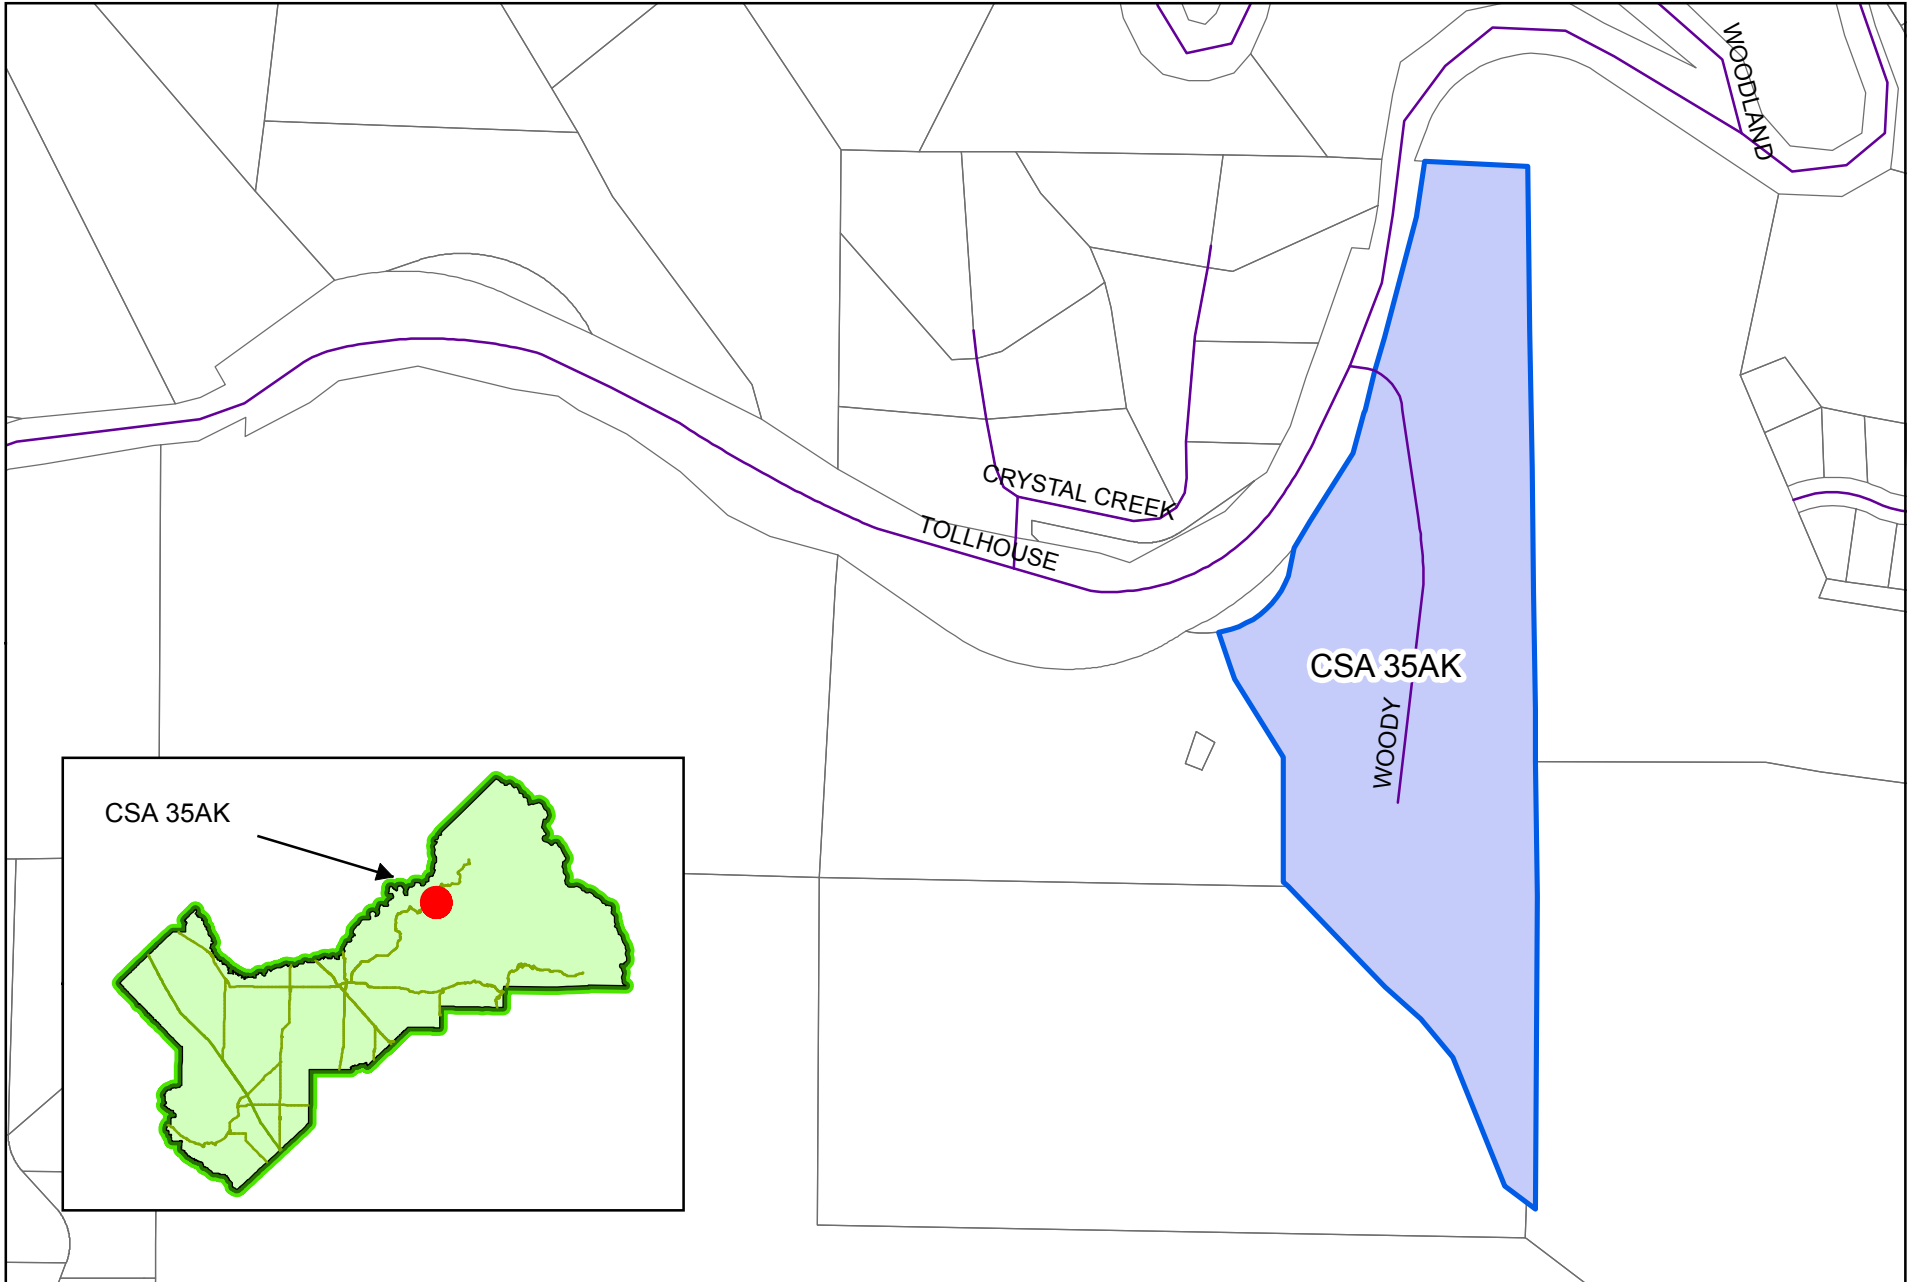 WOODLAND
CRYSTAL CREEK
TOLLHOUSE
CSA 35AK
WOODY
CSA 35AK